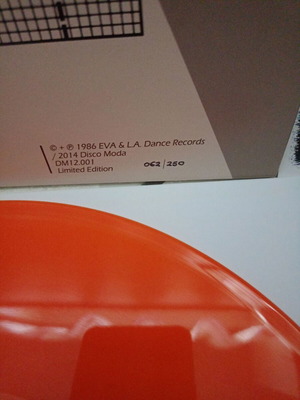 © + ℗ 1986 EVA & L.A. Dance Records
/ 2014 Disco Moda
DM12.001
Limited Edition 062/250